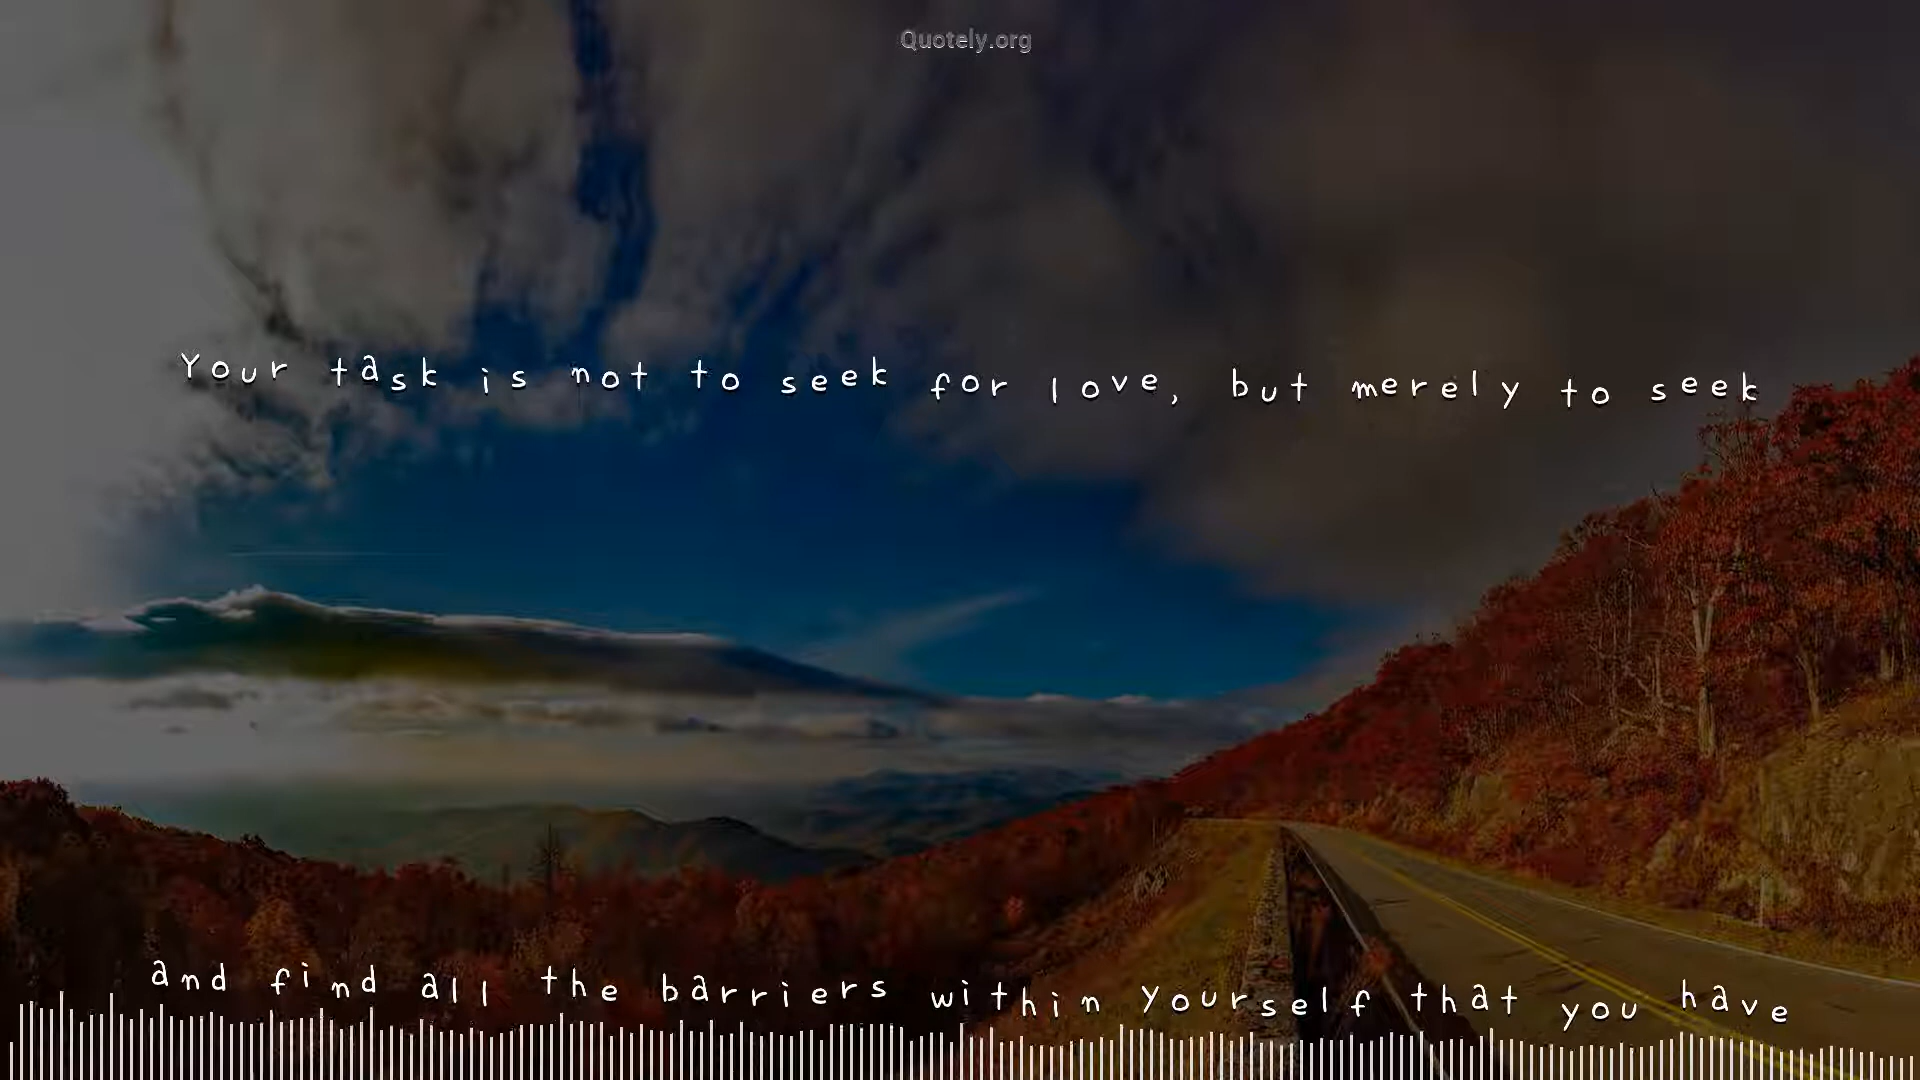 Quotely.org
Your task is not to seek for love, but merely to seek
and find all the barriers within yourself that you have